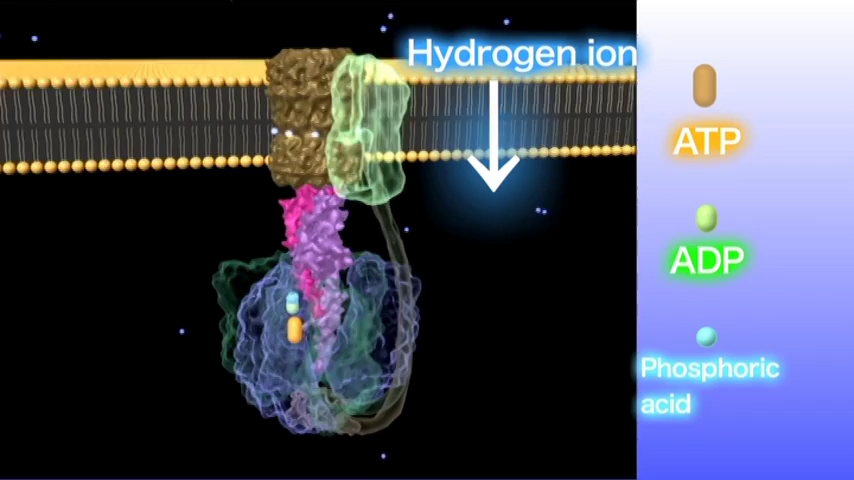 Hydrogen ion
ATP
ADP
Phosphoric
acid